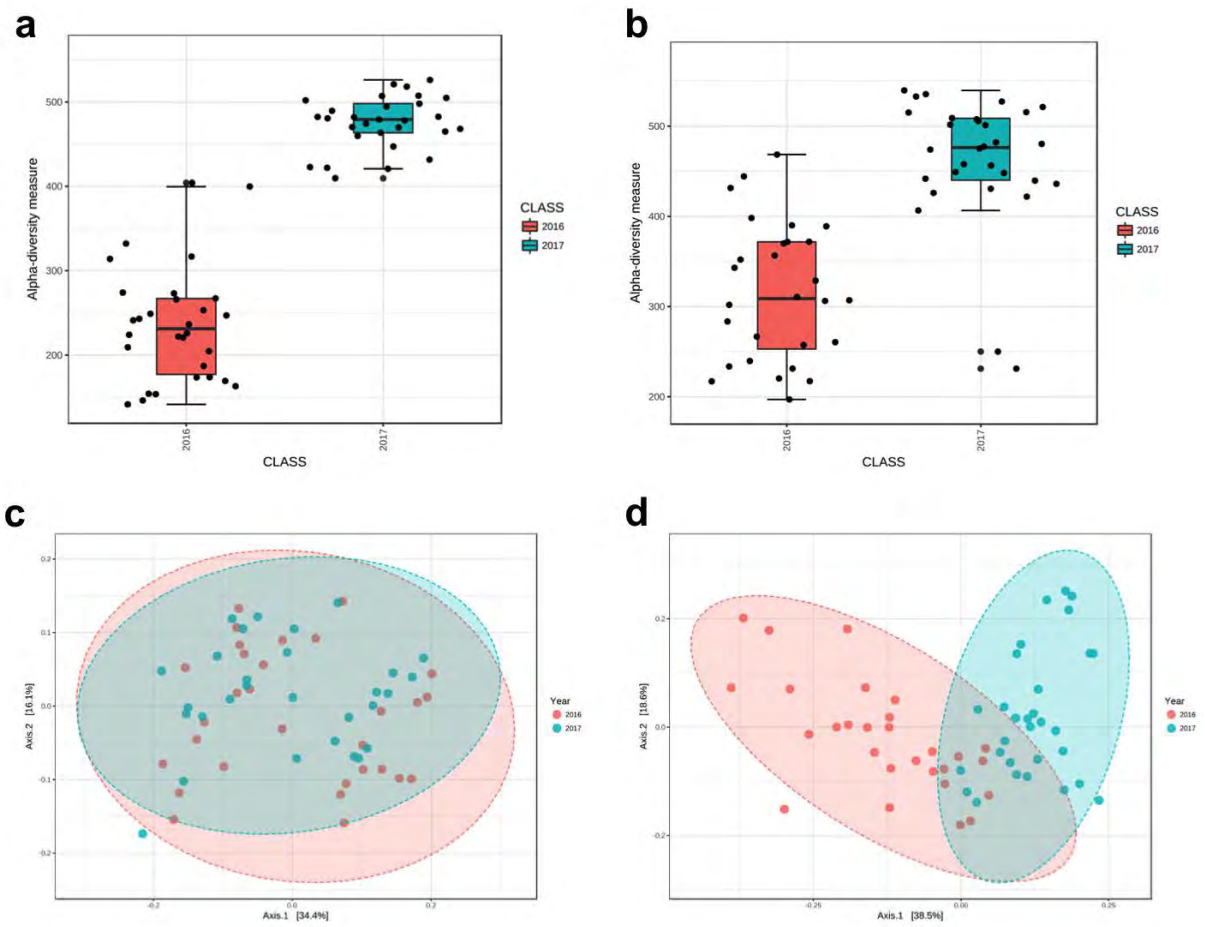 a
Alpha-diversity measure
500
400
300
200
2016
2017
CLASS
CLASS
2016
2017
b
Alpha-diversity measure
500
400
300
200
2016
2017
CLASS
CLASS
2016
2017
c
Axis.2 [16.1%]
0.2
0.1
0.0
-0.1
-0.2
-0.2
0.0
0.2
Axis.1 [34.4%]
Year
2016
2017
d
Axis.2 [18.6%]
0.2
0.0
-0.2
-0.25
0.00
0.25
Axis.1 [38.5%]
Year
2016
2017